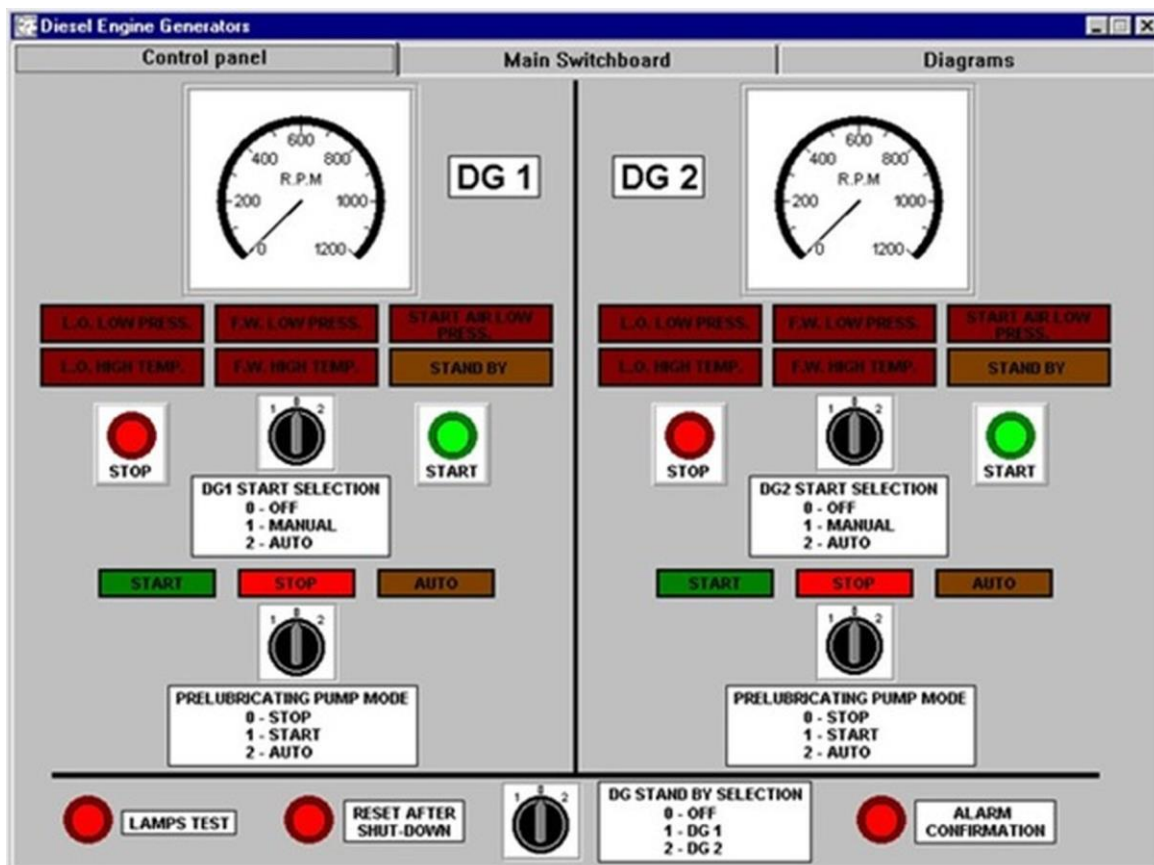 Diesel Engine Generators
Control panel
Main Switchboard
Diagrams
600
400
800
R.P.M
200
1000
0
1200
DG 1
DG 2
600
400
800
R.P.M
200
1000
0
1200
L.O. LOW PRESS.
F.W. LOW PRESS.
START AIR LOW
PRESS.
L.O. HIGH TEMP.
F.W. HIGH TEMP.
STAND BY
L.O. LOW PRESS.
F.W. LOW PRESS.
START AIR LOW
PRESS.
L.O. HIGH TEMP.
F.W. HIGH TEMP.
STAND BY
STOP
1 0 2
START
DG1 START SELECTION
0 - OFF
1 - MANUAL
2 - AUTO
STOP
1 0 2
START
DG2 START SELECTION
0 - OFF
1 - MANUAL
2 - AUTO
START
STOP
AUTO
1 0 2
PRELUBRICATING PUMP MODE
0 - STOP
1 - START
2 - AUTO
START
STOP
AUTO
1 0 2
PRELUBRICATING PUMP MODE
0 - STOP
1 - START
2 - AUTO
LAMPS TEST
RESET AFTER
SHUT-DOWN
1 0 2
DG STAND BY SELECTION
0 - OFF
1 - DG 1
2 - DG 2
ALARM
CONFIRMATION